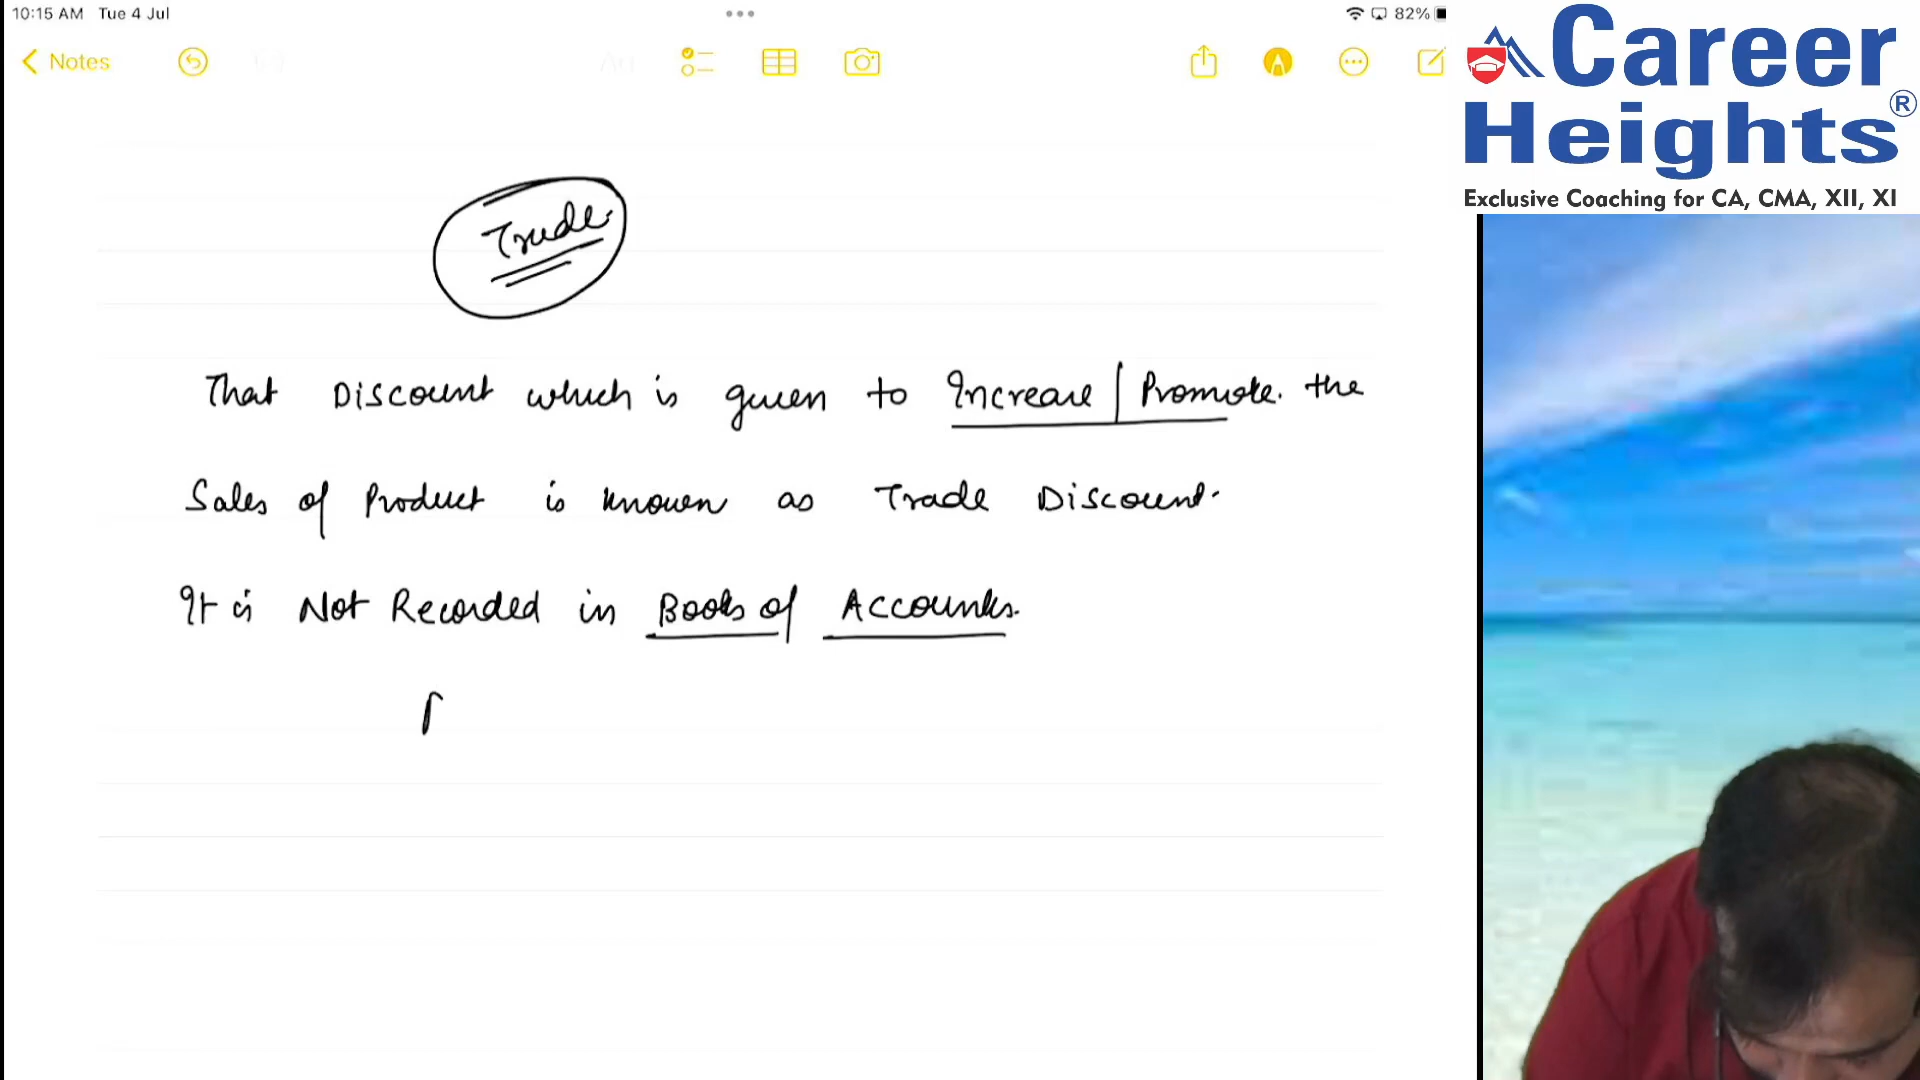 10:15 AM Tue 4 Jul
82%
Notes
Career
Heights®
Exclusive Coaching for CA, CMA, XII, XI
Trade.
That Discount which is given to Increase | Promote. the
Sales of Product is known as Trade Discount.
It is Not Recorded in Books of Accounts.